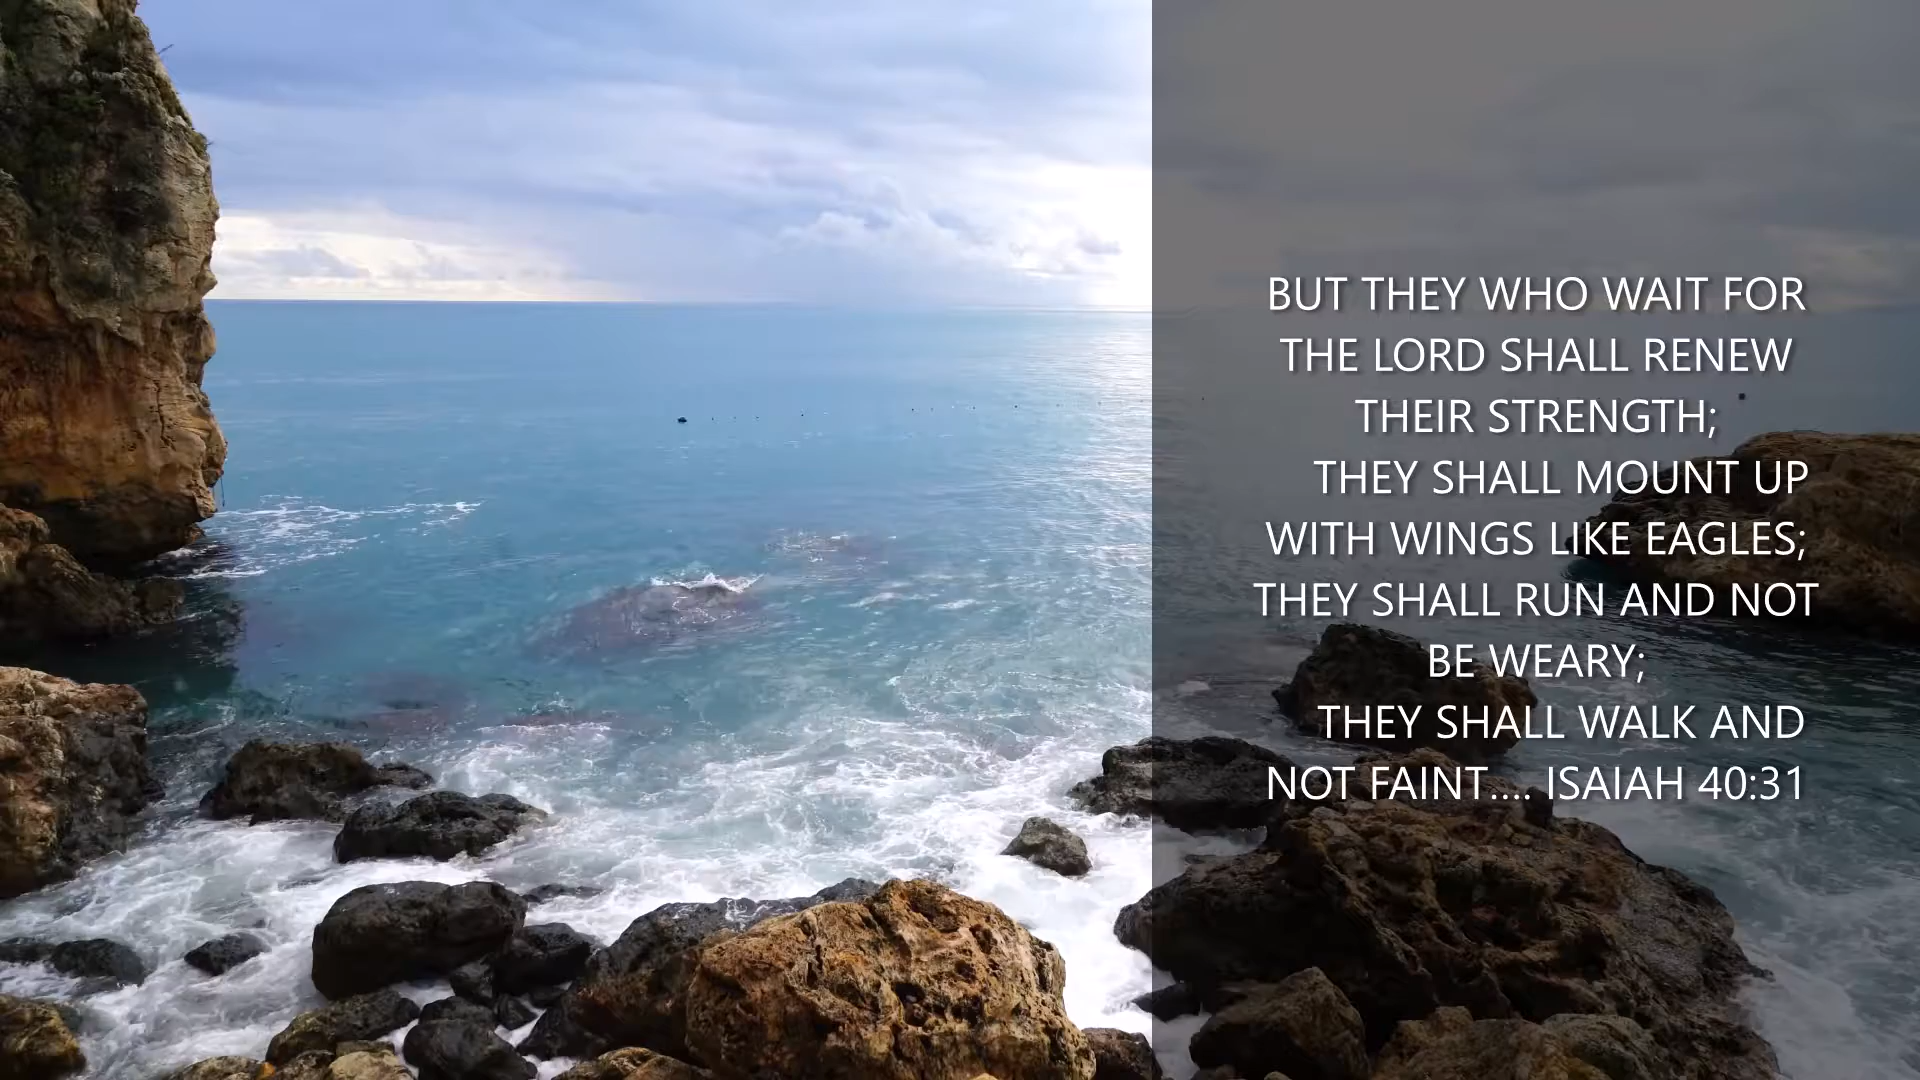 BUT THEY WHO WAIT FOR
THE LORD SHALL RENEW
THEIR STRENGTH;
THEY SHALL MOUNT UP
WITH WINGS LIKE EAGLES;
THEY SHALL RUN AND NOT
BE WEARY;
THEY SHALL WALK AND
NOT FAINT.... ISAIAH 40:31